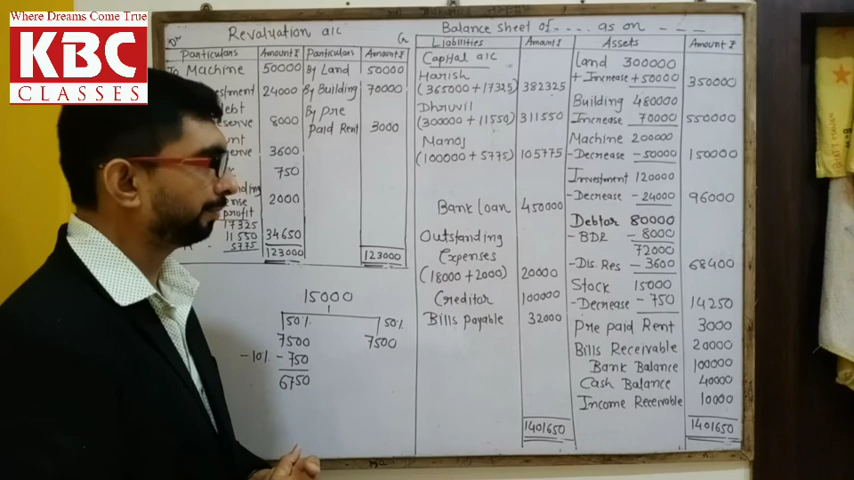 Where Dreams Come True
KBC
CLASSES
Revaluation a/c
Dr
Cr
Particulars Amount ₹ Particulars Amount ₹
To Machine 50000 By Land 50000
24000 By Building 70000
8000 By Pre
Paid Rent 3000
3600
750
2000
profit
17325
11550 34650
5775
123000 123000
15000
50% 50%
7500 7500
-10% -750
6750
Balance sheet of .... as on ----
Liabilities Amount ₹ Assets Amount ₹
Capital a/c
Harish
(365000+17325) 382325
Dhruvil
(300000+11550) 311550
Manoj
(100000+5775) 105775
Bank loan 450000
Outstanding
Expenses
(18000+2000) 20000
Creditor 100000
Bills Payable 32000
1401650
Land 300000
+Increase +50000 350000
Building 480000
Increase 70000 550000
Machine 200000
-Decrease -50000 150000
Investment 120000
-Decrease -24000 96000
Debtor 80000
-BDR -8000
72000
-Dis. Res -3600 68400
Stock 15000
-Decrease -750 14250
Pre paid Rent 3000
Bills Receivable 20000
Bank Balance 100000
Cash Balance 40000
Income Receivable 10000
1401650